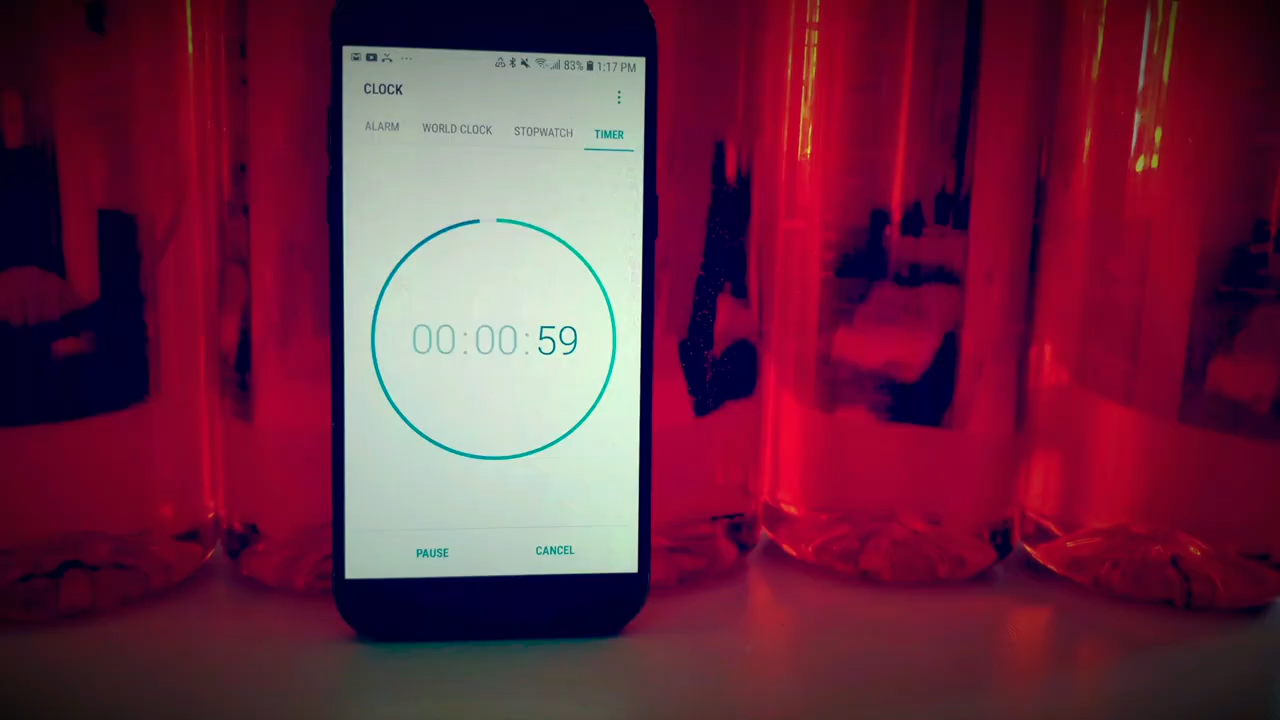 83% 1:17 PM
CLOCK
ALARM WORLD CLOCK STOPWATCH TIMER
00:00:59
PAUSE CANCEL